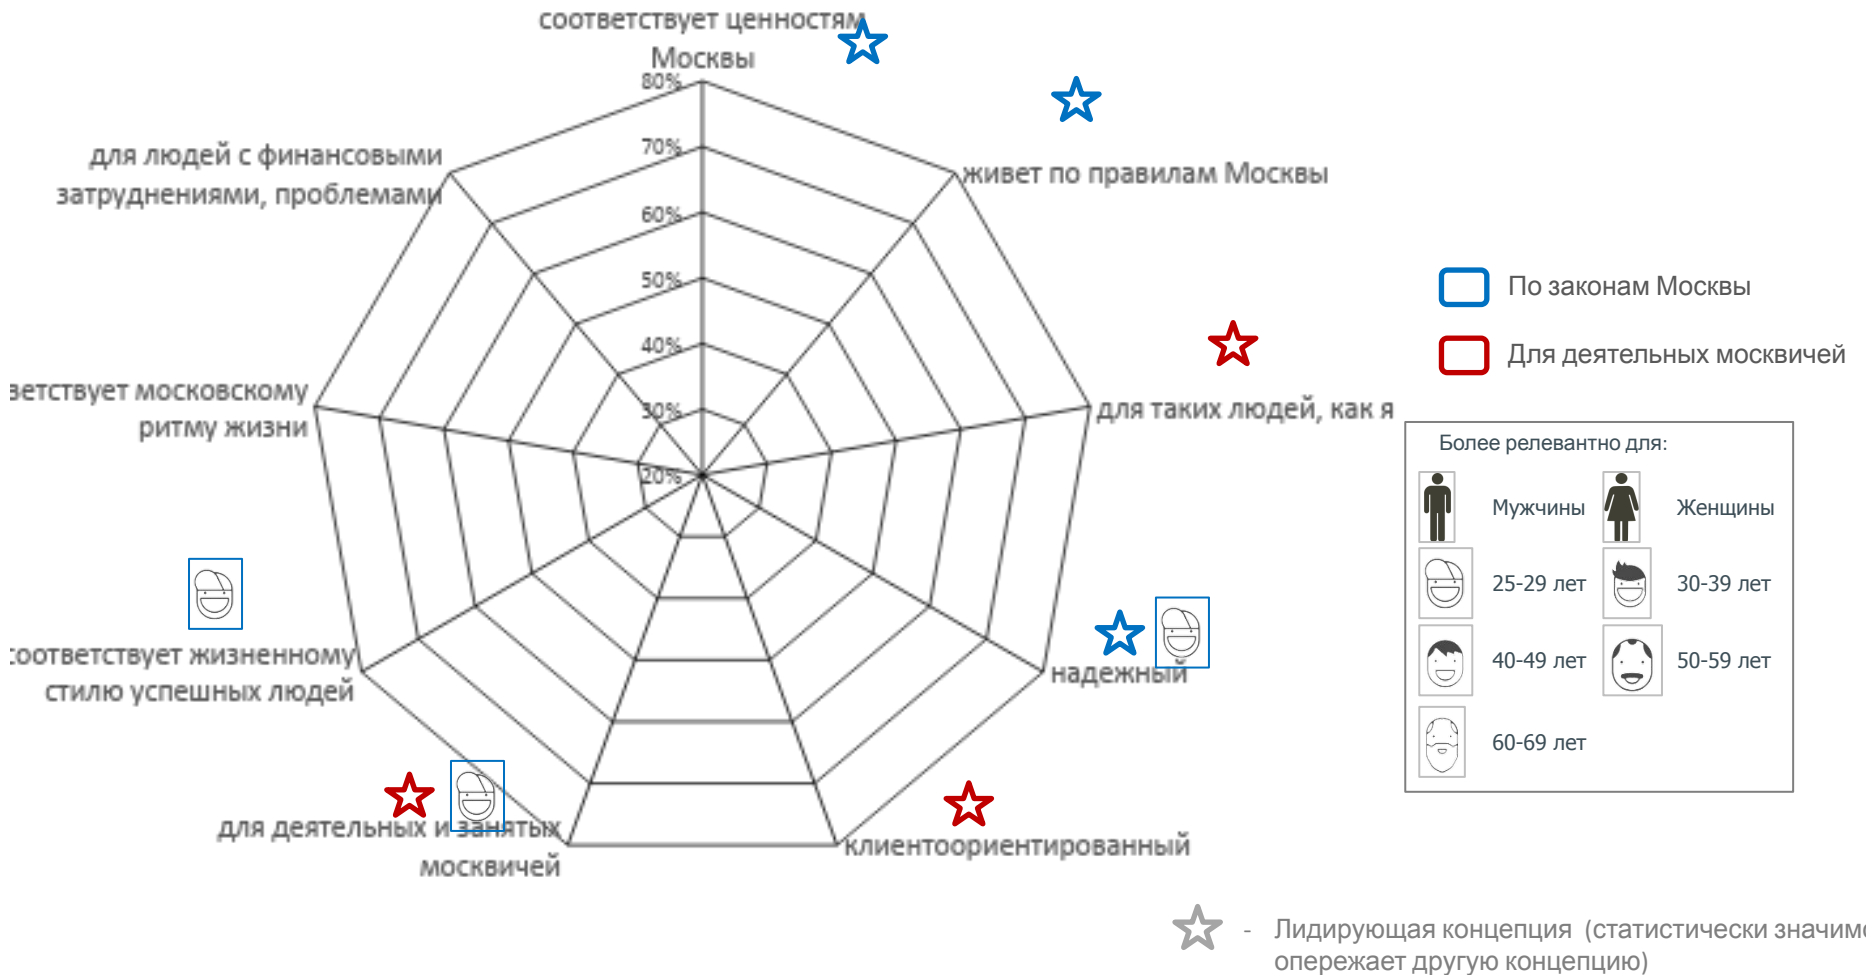 соответствует ценностям
Москвы
80%
70%
60%
50%
40%
30%
20%
живет по правилам Москвы
для таких людей, как я
надежный
клиентоориентированный
для деятельных и занятых
москвичей
соответствует жизненному
стилю успешных людей
ветствует московскому
ритму жизни
для людей с финансовыми
затруднениями, проблемами
По законам Москвы
Для деятельных москвичей
Более релевантно для:
Мужчины
Женщины
25-29 лет
30-39 лет
40-49 лет
50-59 лет
60-69 лет
- Лидирующая концепция (статистически значимо
опережает другую концепцию)